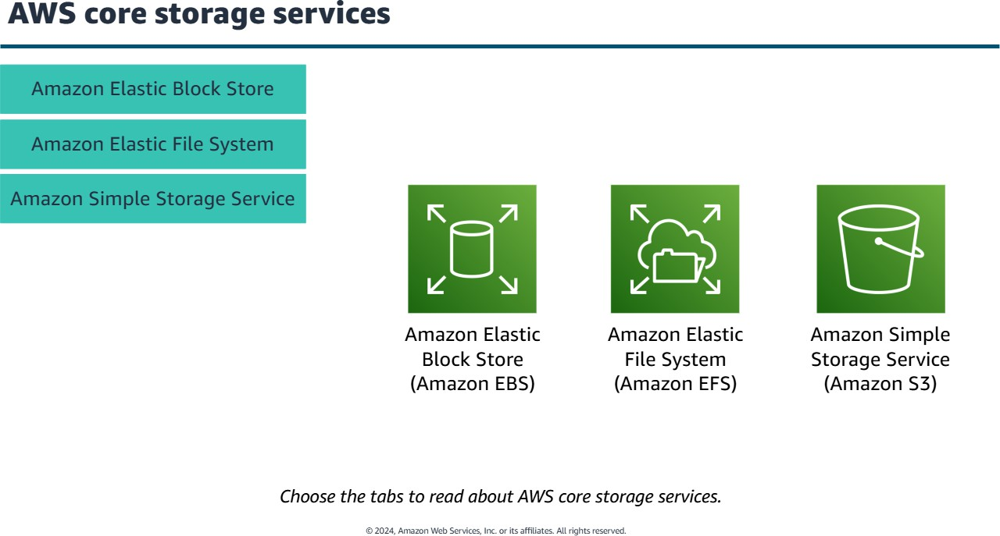 AWS core storage services
Amazon Elastic Block Store
Amazon Elastic File System
Amazon Simple Storage Service
Amazon Elastic
Block Store
(Amazon EBS)
Amazon Elastic
File System
(Amazon EFS)
Amazon Simple
Storage Service
(Amazon S3)
Choose the tabs to read about AWS core storage services.
© 2024, Amazon Web Services, Inc. or its affiliates. All rights reserved.